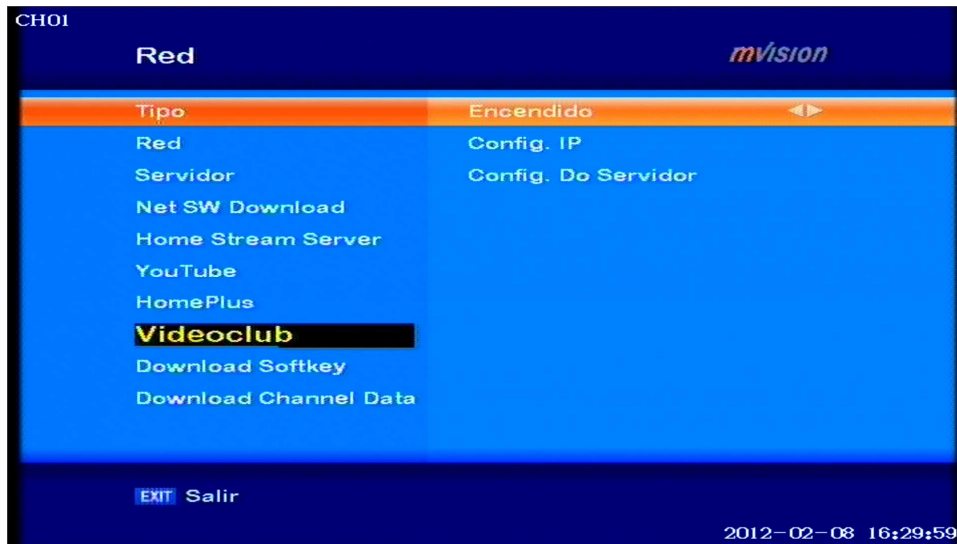 CH01
Red
mvision
Tipo Encendido
Red Config. IP
Servidor Config. Do Servidor
Net SW Download
Home Stream Server
YouTube
HomePlus
Videoclub
Download Softkey
Download Channel Data
EXIT Salir
2012-02-08 16:29:59